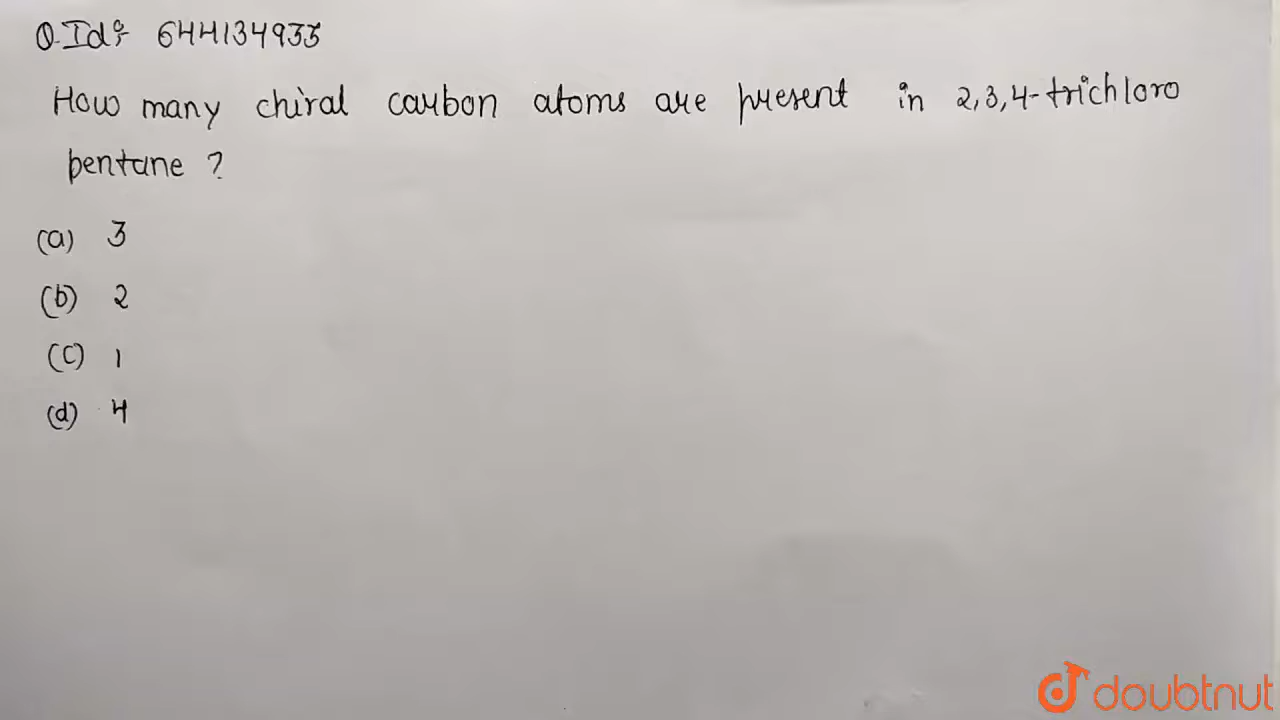 Q.Id:- 644134935
How many chiral carbon atoms are present in 2,3,4-trichloro
pentane ?
(a) 3
(b) 2
(C) 1
(d) 4
doubtnut